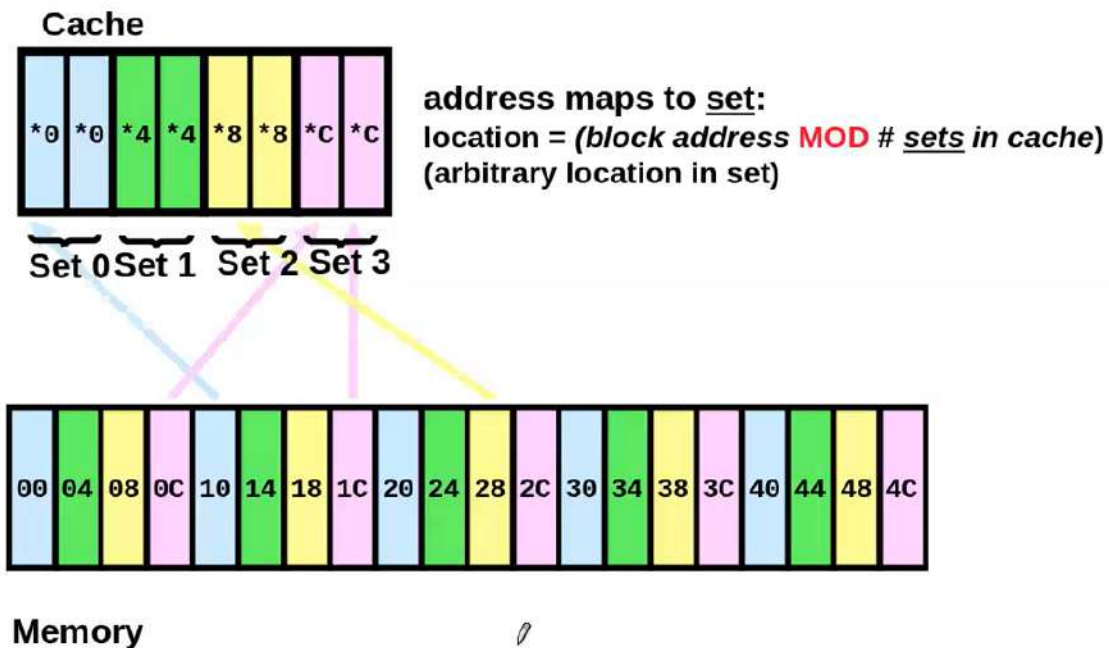 Cache
*0 *0 *4 *4 *8 *8 *C *C
address maps to set:
location = (block address MOD # sets in cache)
(arbitrary location in set)
Set 0 Set 1 Set 2 Set 3
00 04 08 0C 10 14 18 1C 20 24 28 2C 30 34 38 3C 40 44 48 4C
Memory